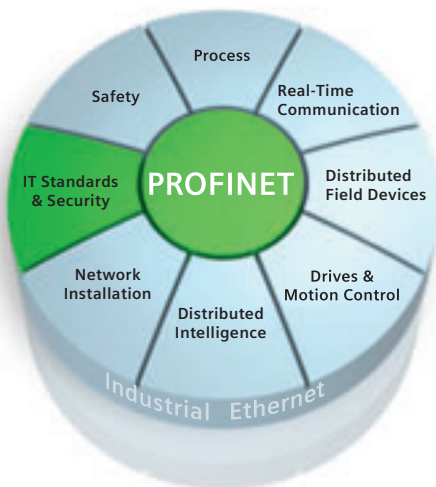 Process
Real-Time
Communication
Safety
IT Standards
& Security
PROFINET
Distributed
Field Devices
Network
Installation
Drives &
Motion Control
Distributed
Intelligence
Industrial Ethernet